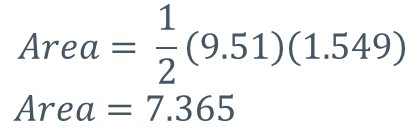 Area = 1/2 (9.51)(1.549)
Area = 7.365